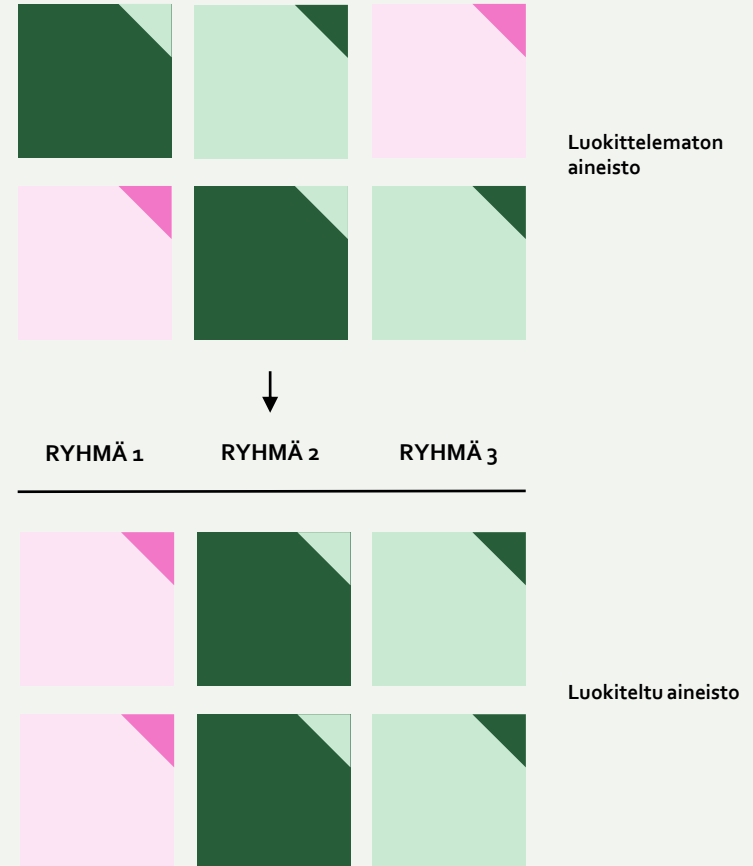 Luokittelematon
aineisto
RYHMÄ 1
RYHMÄ 2
RYHMÄ 3
Luokiteltu aineisto